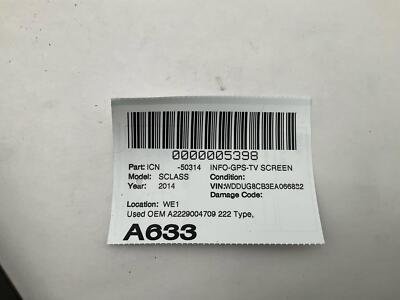 0000005398
Part: ICN -50314 INFO-GPS-TV SCREEN
Model: SCLASS Condition:
Year: 2014 VIN:WDDUG8CB3EA066832
Damage Code:
Location: WE1
Used OEM A2229004709 222 Type,
A633